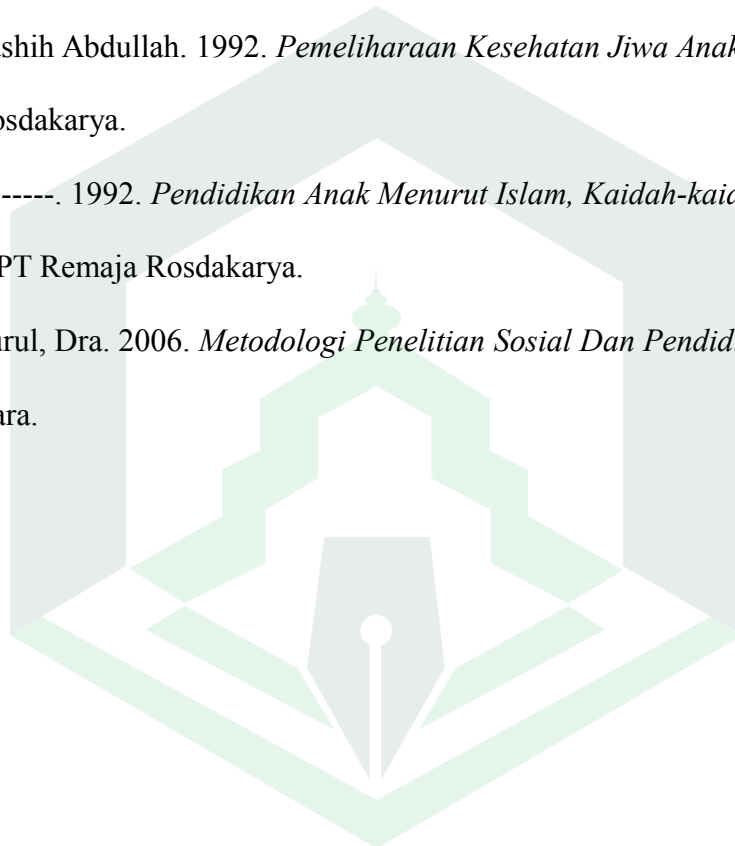 shih Abdullah. 1992. Pemeliharaan Kesehatan Jiwa Anak
osdakarya.
-----. 1992. Pendidikan Anak Menurut Islam, Kaidah-kaid
PT Remaja Rosdakarya.
rul, Dra. 2006. Metodologi Penelitian Sosial Dan Pendid
ara.